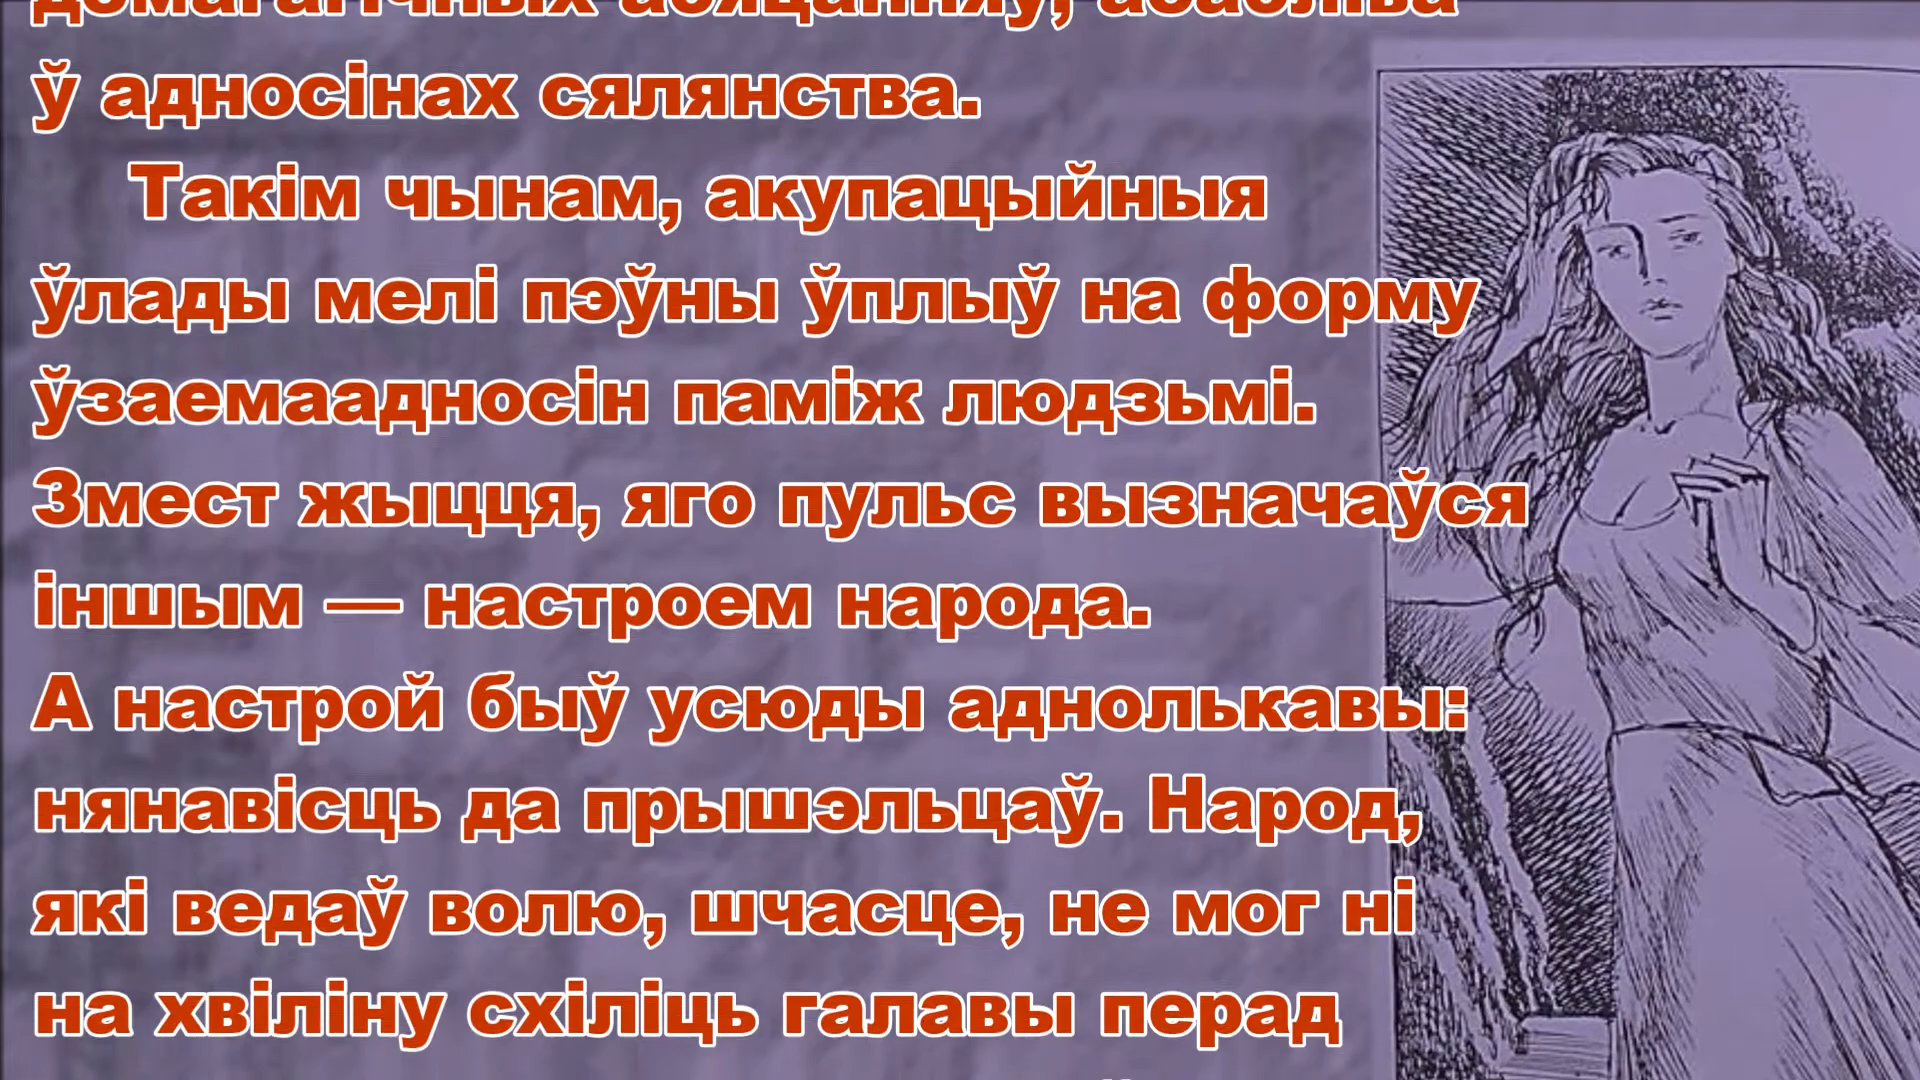 ў адносінах сялянства.
Такім чынам, акупацыйныя
ўлады мелі пэўны ўплыў на форму
ўзаемаадносін паміж людзьмі.
Змест жыцця, яго пульс вызначаўся
іншым — настроем народа.
А настрой быў усюды аднолькавы:
нянавісць да прышэльцаў. Народ,
які ведаў волю, шчасце, не мог ні
на хвіліну схіліць галавы перад